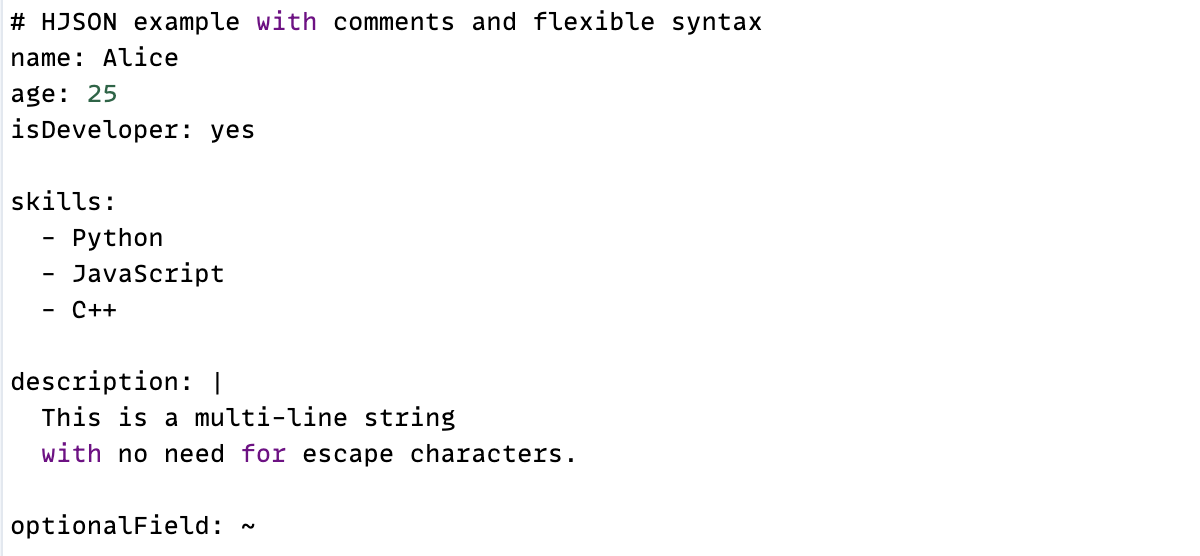 # HJSON example with comments and flexible syntax
name: Alice
age: 25
isDeveloper: yes

skills:
  - Python
  - JavaScript
  - C++

description: |
  This is a multi-line string
  with no need for escape characters.

optionalField: ~